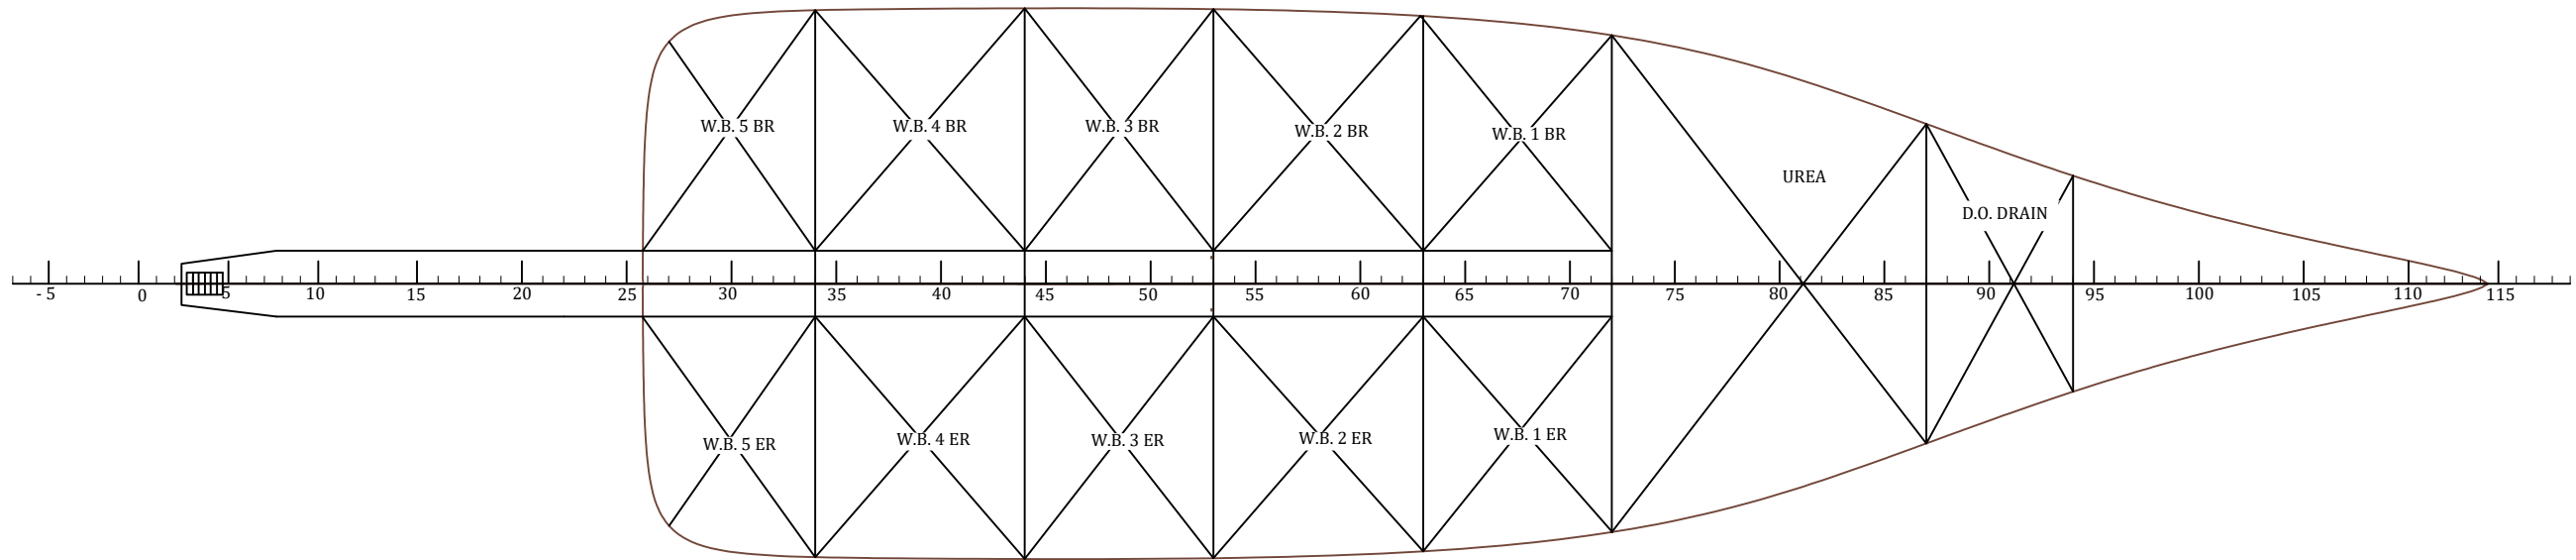 W.B. 5 BR W.B. 4 BR W.B. 3 BR W.B. 2 BR W.B. 1 BR
UREA
D.O. DRAIN
- 5 0 5 10 15 20 25 30 35 40 45 50 55 60 65 70 75 80 85 90 95 100 105 110 115
W.B. 5 ER W.B. 4 ER W.B. 3 ER W.B. 2 ER W.B. 1 ER